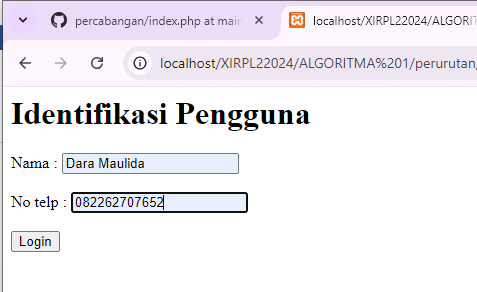 percabangan/index.php at main
localhost/XIRPL22024/ALGORIT
localhost/XIRPL22024/ALGORITMA%201/perurutan
Identifikasi Pengguna
Nama : Dara Maulida
No telp : 082262707652
Login